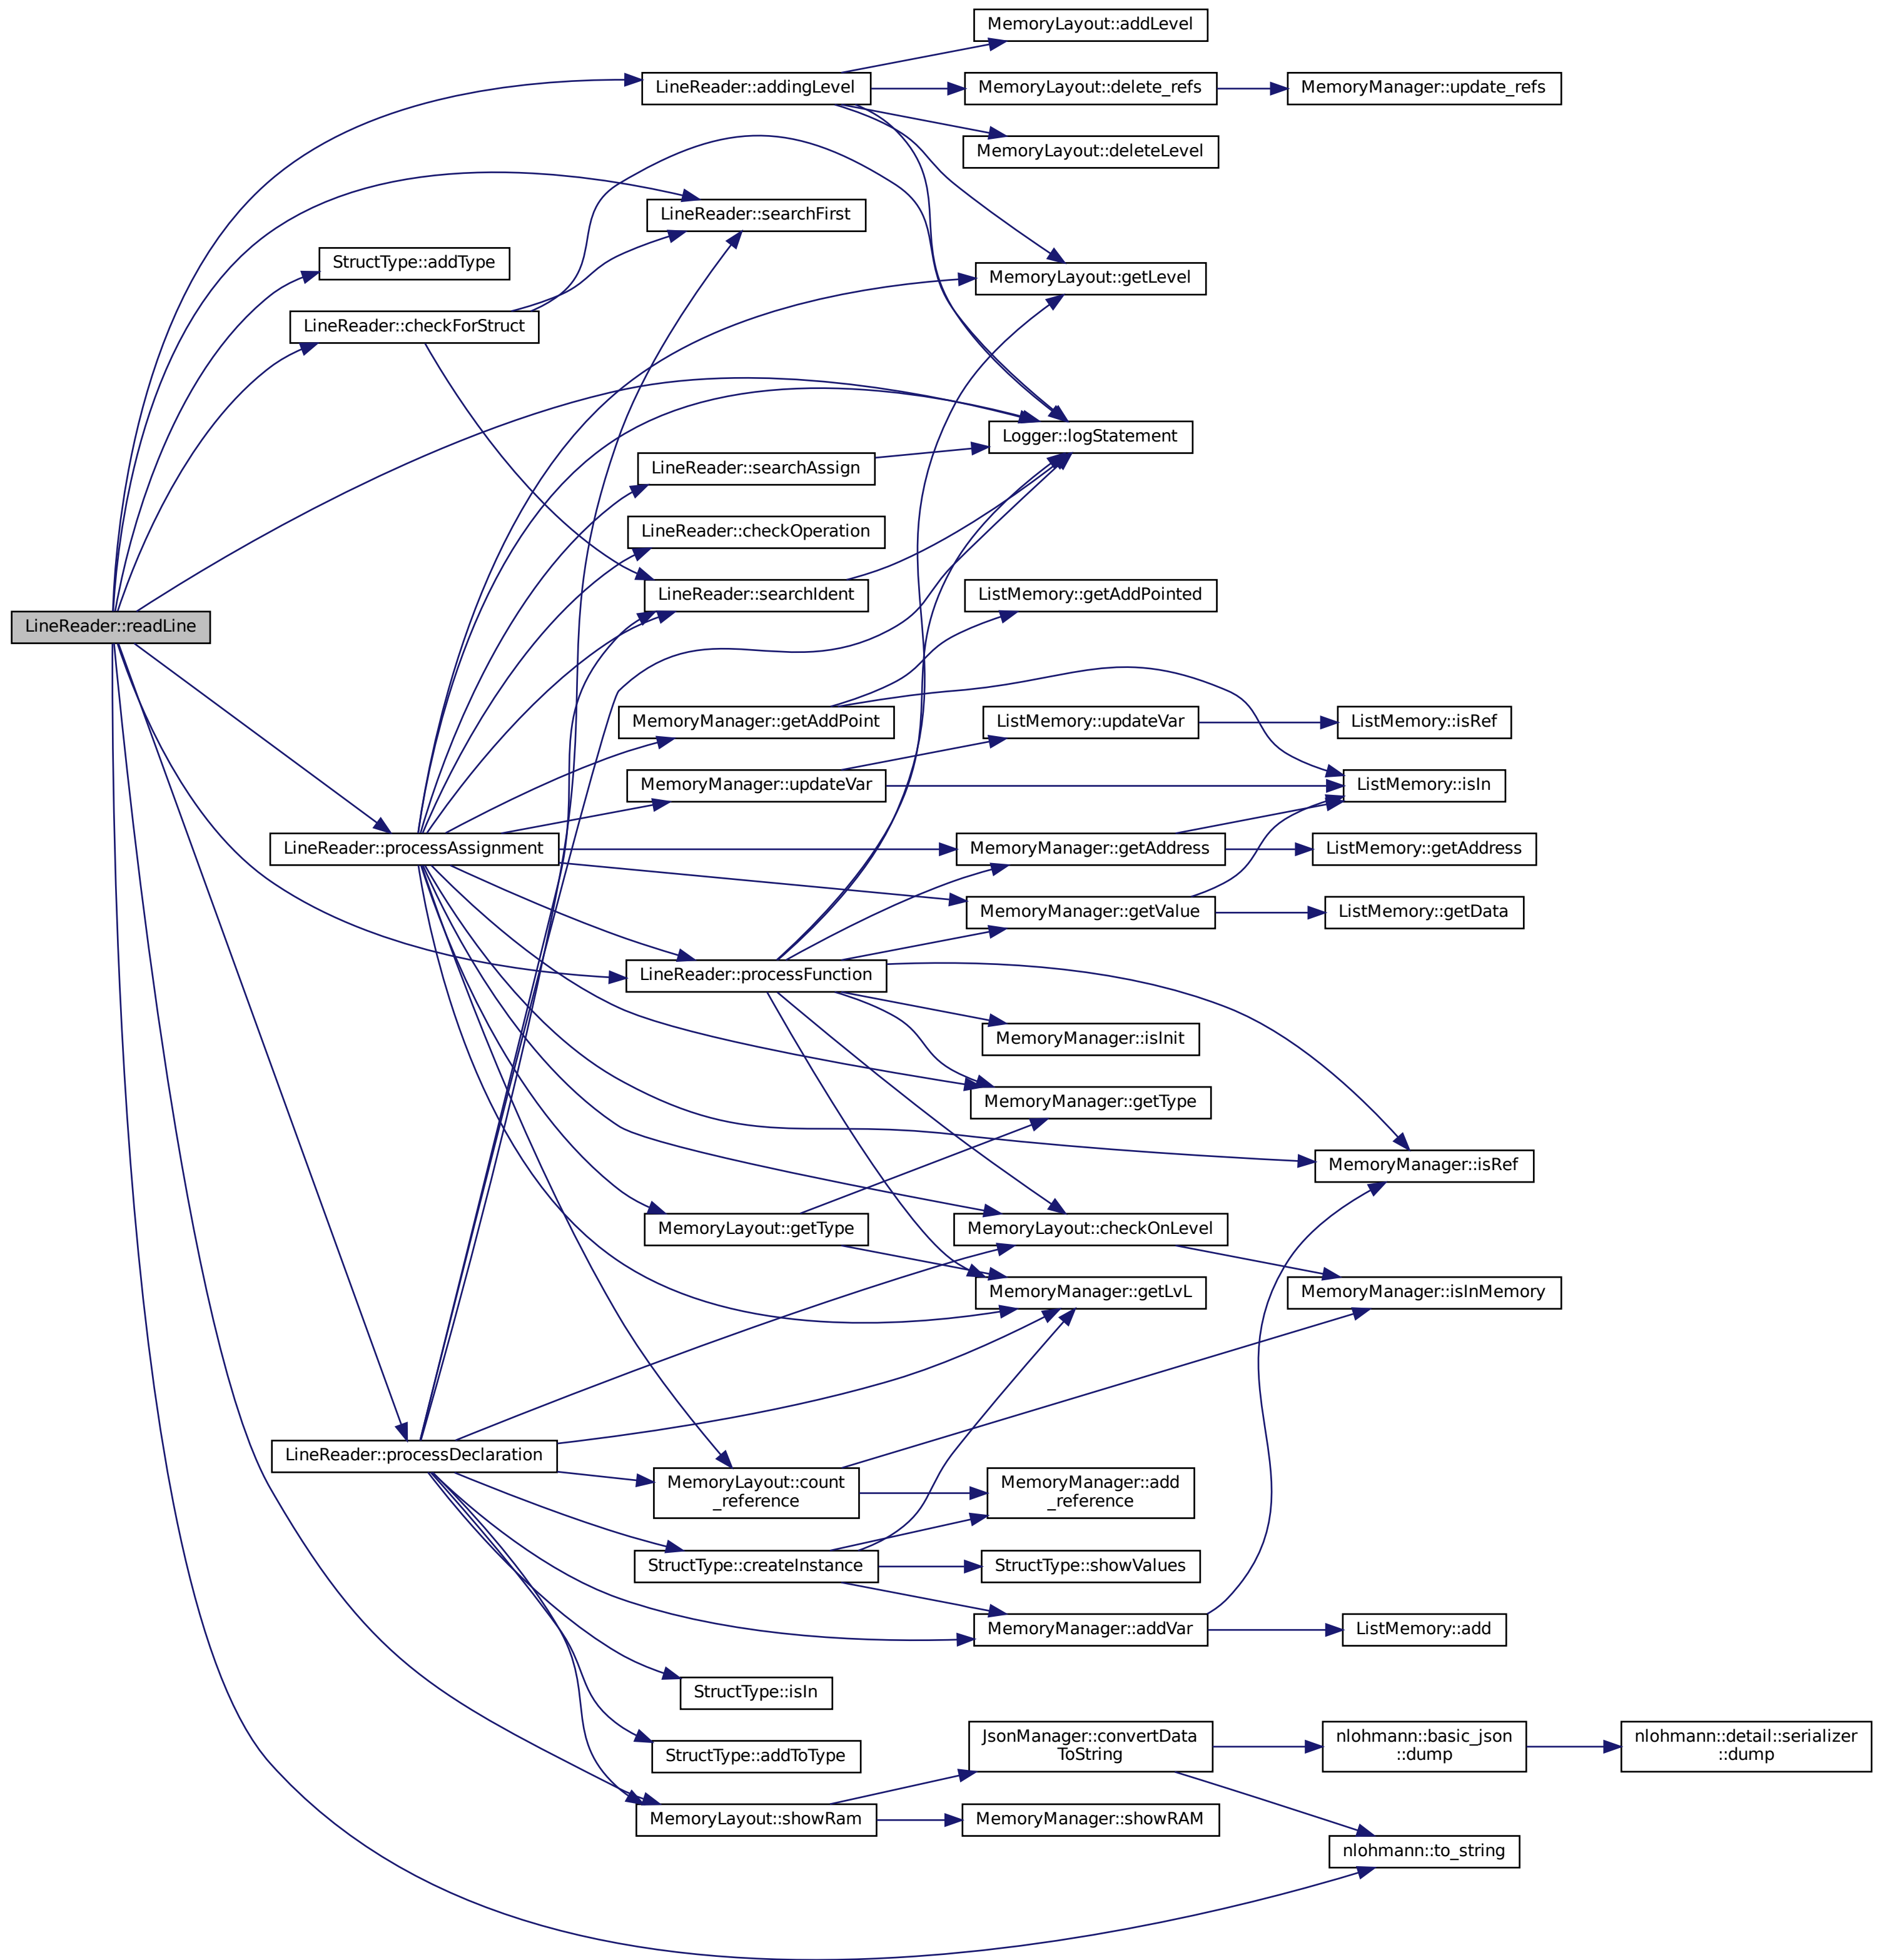 MemoryLayout::addLevel
LineReader::addingLevel
MemoryLayout::delete_refs
MemoryManager::update_refs
MemoryLayout::deleteLevel
LineReader::searchFirst
StructType::addType
MemoryLayout::getLevel
LineReader::checkForStruct
Logger::logStatement
LineReader::searchAssign
LineReader::checkOperation
LineReader::searchIdent
ListMemory::getAddPointed
LineReader::readLine
MemoryManager::getAddPoint
ListMemory::updateVar
ListMemory::isRef
MemoryManager::updateVar
ListMemory::isIn
LineReader::processAssignment
MemoryManager::getAddress
ListMemory::getAddress
MemoryManager::getValue
ListMemory::getData
LineReader::processFunction
MemoryManager::isInit
MemoryManager::getType
MemoryManager::isRef
MemoryLayout::getType
MemoryLayout::checkOnLevel
MemoryManager::getLvL
MemoryManager::isInMemory
LineReader::processDeclaration
MemoryLayout::count
_reference
MemoryManager::add
_reference
StructType::createInstance
StructType::showValues
MemoryManager::addVar
ListMemory::add
StructType::isIn
StructType::addToType
JsonManager::convertData
ToString
nlohmann::basic_json
::dump
nlohmann::detail::serializer
::dump
MemoryLayout::showRam
MemoryManager::showRAM
nlohmann::to_string